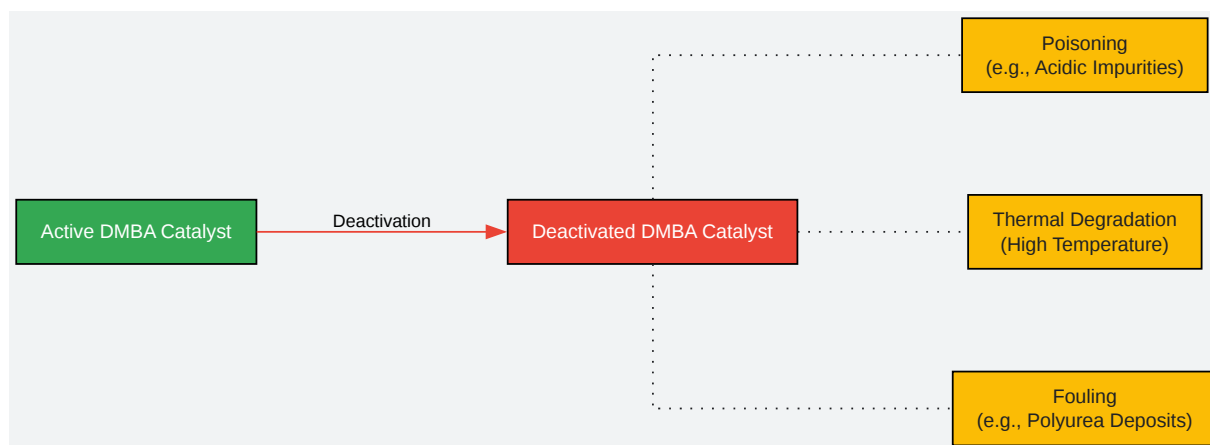 Poisoning
(e.g., Acidic Impurities)
Active DMBA Catalyst
Deactivation
Deactivated DMBA Catalyst
Thermal Degradation
(High Temperature)
Fouling
(e.g., Polyurea Deposits)